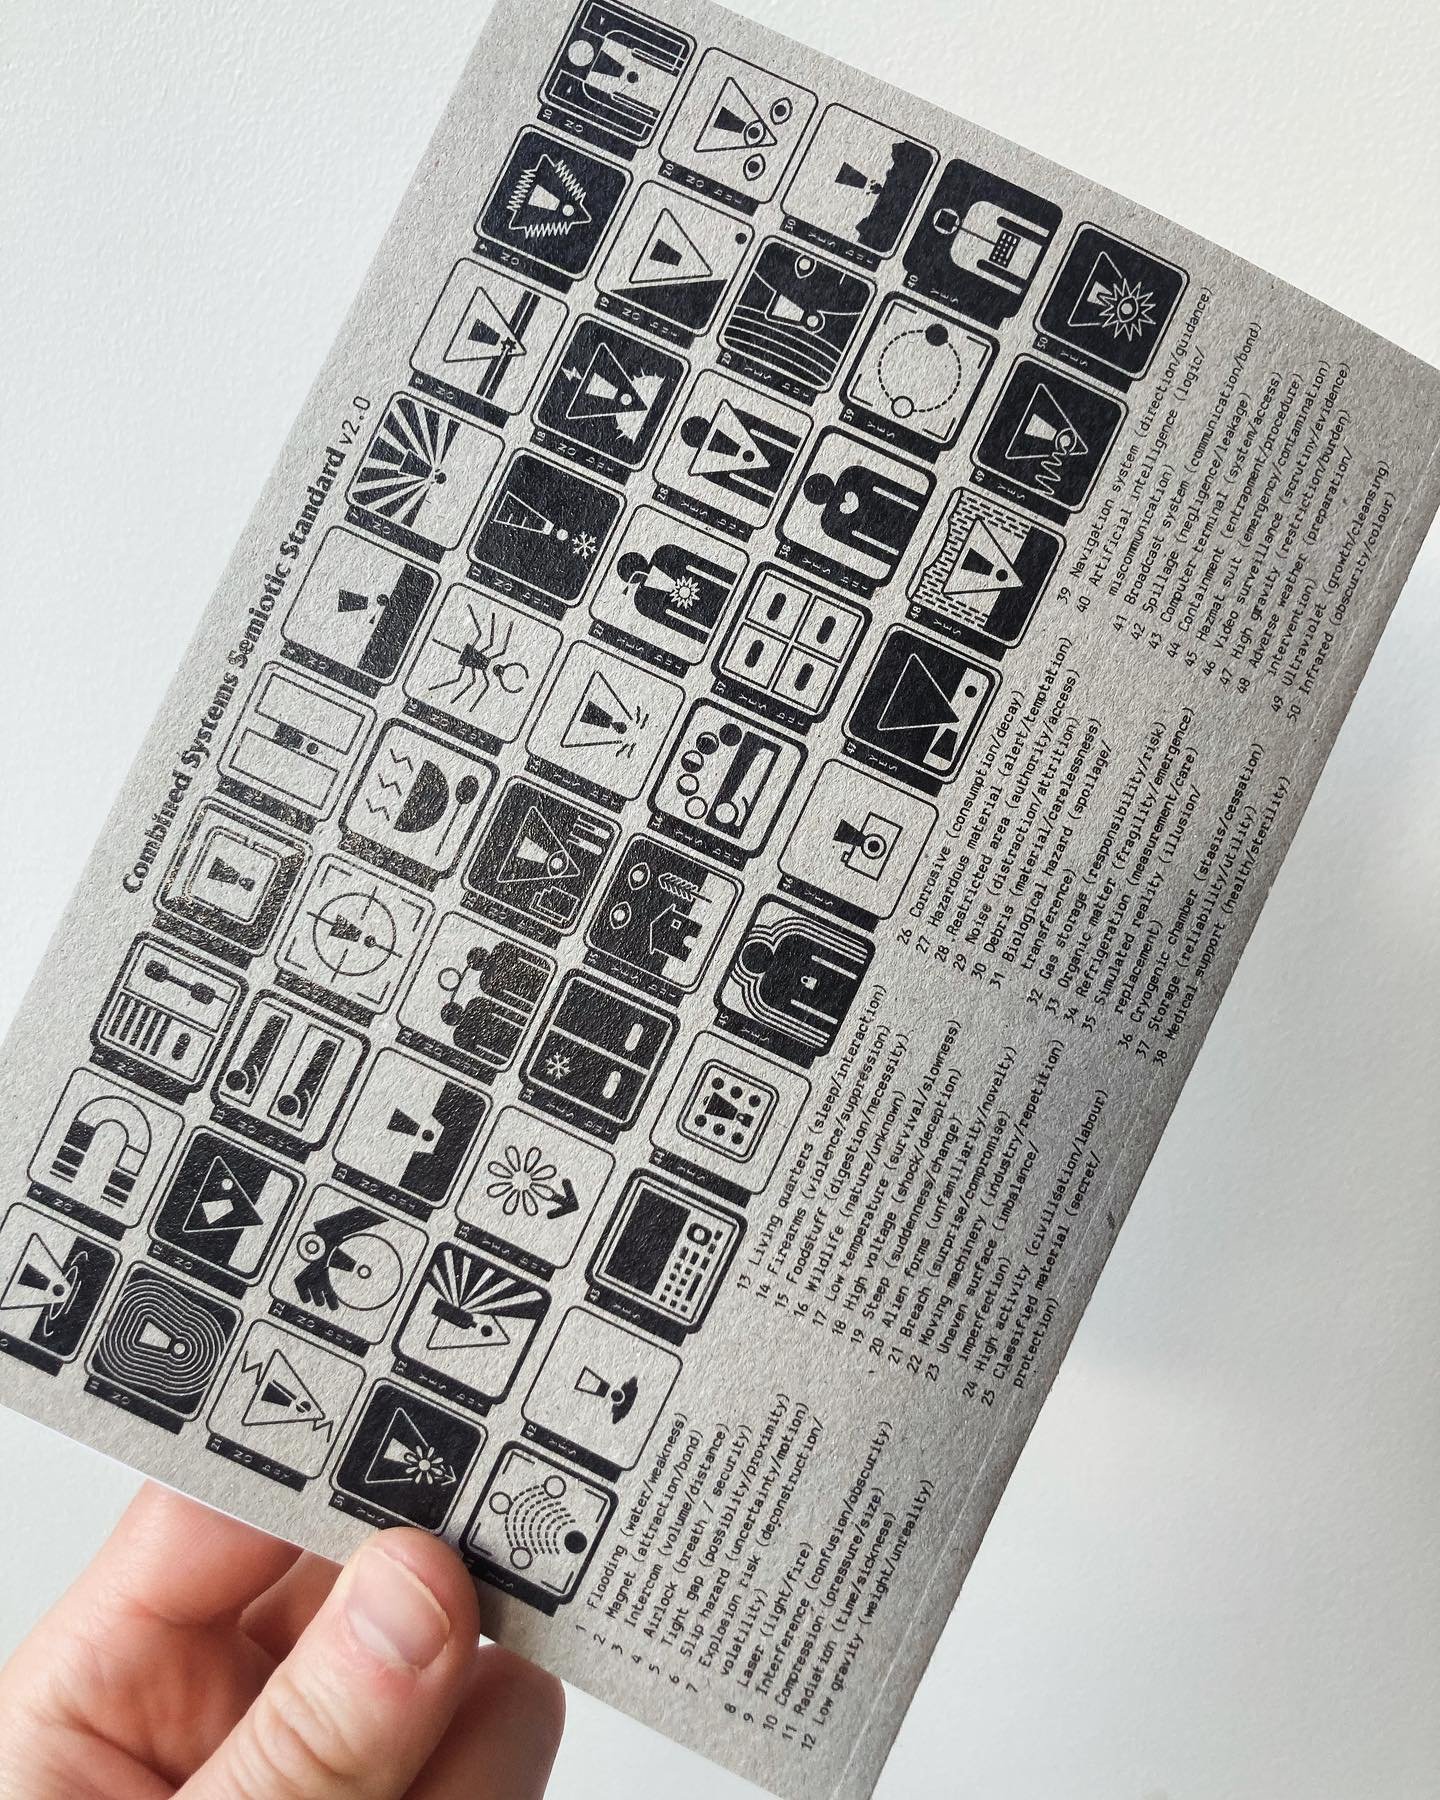 Combined Systems Semiotic Standard v2.0
1 Flooding (water/weakness)
2 Magnet (attraction/bond)
3 Intercom (volume/distance)
4 Airlock (breath / security)
5 Tight gap (possiblity/proximity)
6 Slip hazard (uncertainty/motion)
7 Explosion risk (deconstruction/
volatility)
8 Laser (light/fire)
9 Interference (confusion/obscurity)
10 Compression (pressure/size)
11 Radiation (time/sickness)
12 Low gravity (weight/unreality)
13 Living quarters (sleep/interaction)
14 Firearms (violence/suppression)
15 Foodstuff (digestion/necessity)
16 Wildlife (nature/unknown)
17 Low temperature (survival/slowness)
18 High voltage (shock/deception)
19 Steep (suddenness/change)
20 Alien forms (unfamiliarity/novelty)
21 Breach (surprise/compromise)
22 Moving machinery (industry/repetition)
23 Uneven surface (imbalance/
imperfection)
24 High activity (civilisation/labour)
25 Classified material (secret/
protection)
26 Corrosive (consumption/decay)
27 Hazardous material (alert/temptation)
28 Restricted area (authority/access)
29 Noise (distraction/attrition)
30 Debris (material/carelessness)
31 Biological hazard (spoilage/
transference)
32 Gas storage (responsibility/risk)
33 Organic matter (fragility/emergence)
34 Refrigeration (measurement/care)
35 Simulated reality (illusion/
replacement)
36 Cryogenic chamber (stasis/cessation)
37 Storage (reliability/utility)
38 Medical support (health/sterility)
39 Navigation system (direction/guidance)
40 Artificial intelligence (logic/
miscommunication)
41 Broadcast system (communication/bond)
42 Spillage (negligence/leakage)
43 Computer terminal (system/access)
44 Containment (entrapment/procedure)
45 Hazmat suit (emergency/contamination)
46 Video surveillance (scrutiny/evidence)
47 High gravity (restriction/burden)
48 Adverse weather (preparation/
intervention)
49 Ultraviolet (growth/cleansing)
50 Infrared (obscurity/colour)